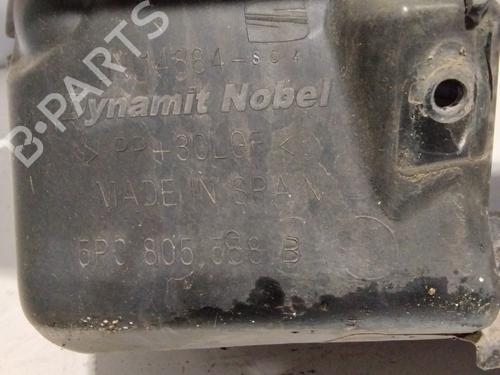 B-PARTS
Dynamit Nobel
> PP+30LGF <
MADE IN SPAIN
5P0 805 588 B